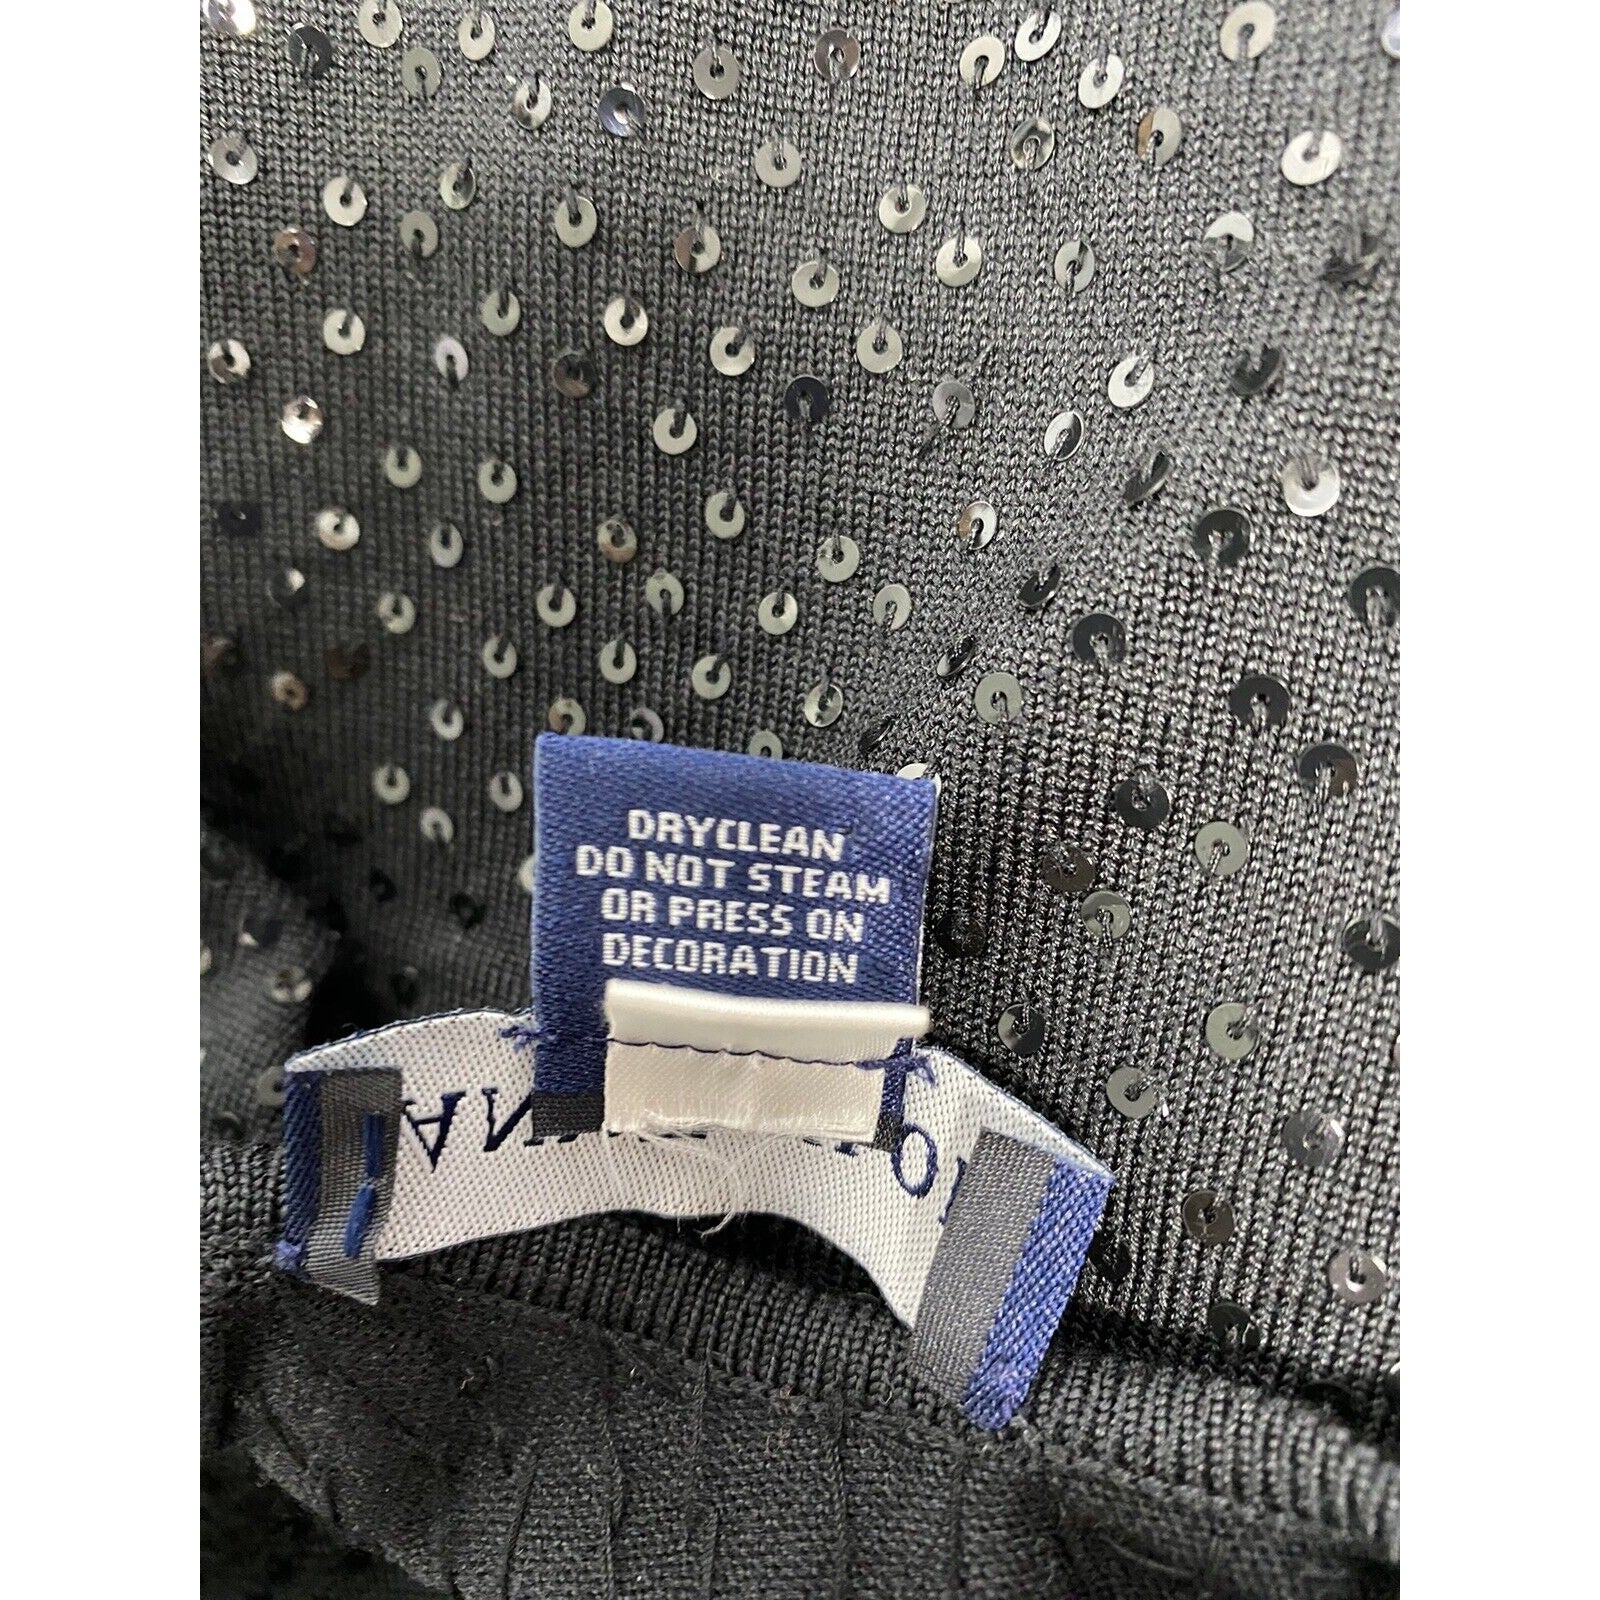 DRYCLEAN
DO NOT STEAM
OR PRESS ON
DECORATION